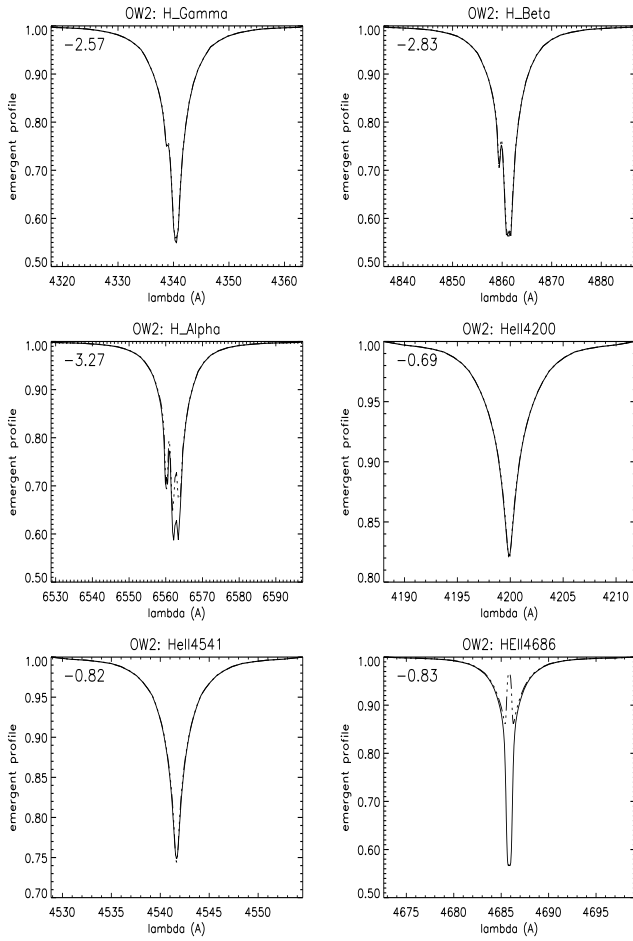 OW2: H_Gamma
−2.57
1.00
0.90
0.80
0.70
0.60
0.50
emergent profile
4320 4330 4340 4350 4360
lambda (A)
OW2: H_Beta
−2.83
1.00
0.90
0.80
0.70
0.60
0.50
emergent profile
4840 4850 4860 4870 4880
lambda (A)
OW2: H_Alpha
−3.27
1.00
0.90
0.80
0.70
0.60
0.50
emergent profile
6530 6540 6550 6560 6570 6580 6590
lambda (A)
OW2: HeII4200
−0.69
1.00
0.95
0.90
0.85
0.80
emergent profile
4190 4195 4200 4205 4210
lambda (A)
OW2: HeII4541
−0.82
1.00
0.95
0.90
0.85
0.80
0.75
0.70
emergent profile
4530 4535 4540 4545 4550
lambda (A)
OW2: HEII4686
−0.83
1.00
0.90
0.80
0.70
0.60
0.50
emergent profile
4675 4680 4685 4690 4695
lambda (A)